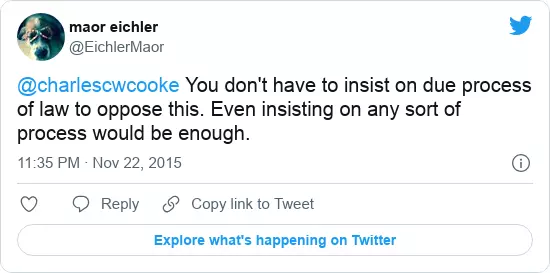 maor eichler
@EichlerMaor
@charlescwcooke You don't have to insist on due process
of law to oppose this. Even insisting on any sort of
process would be enough.
11:35 PM · Nov 22, 2015
Reply
Copy link to Tweet
Explore what's happening on Twitter